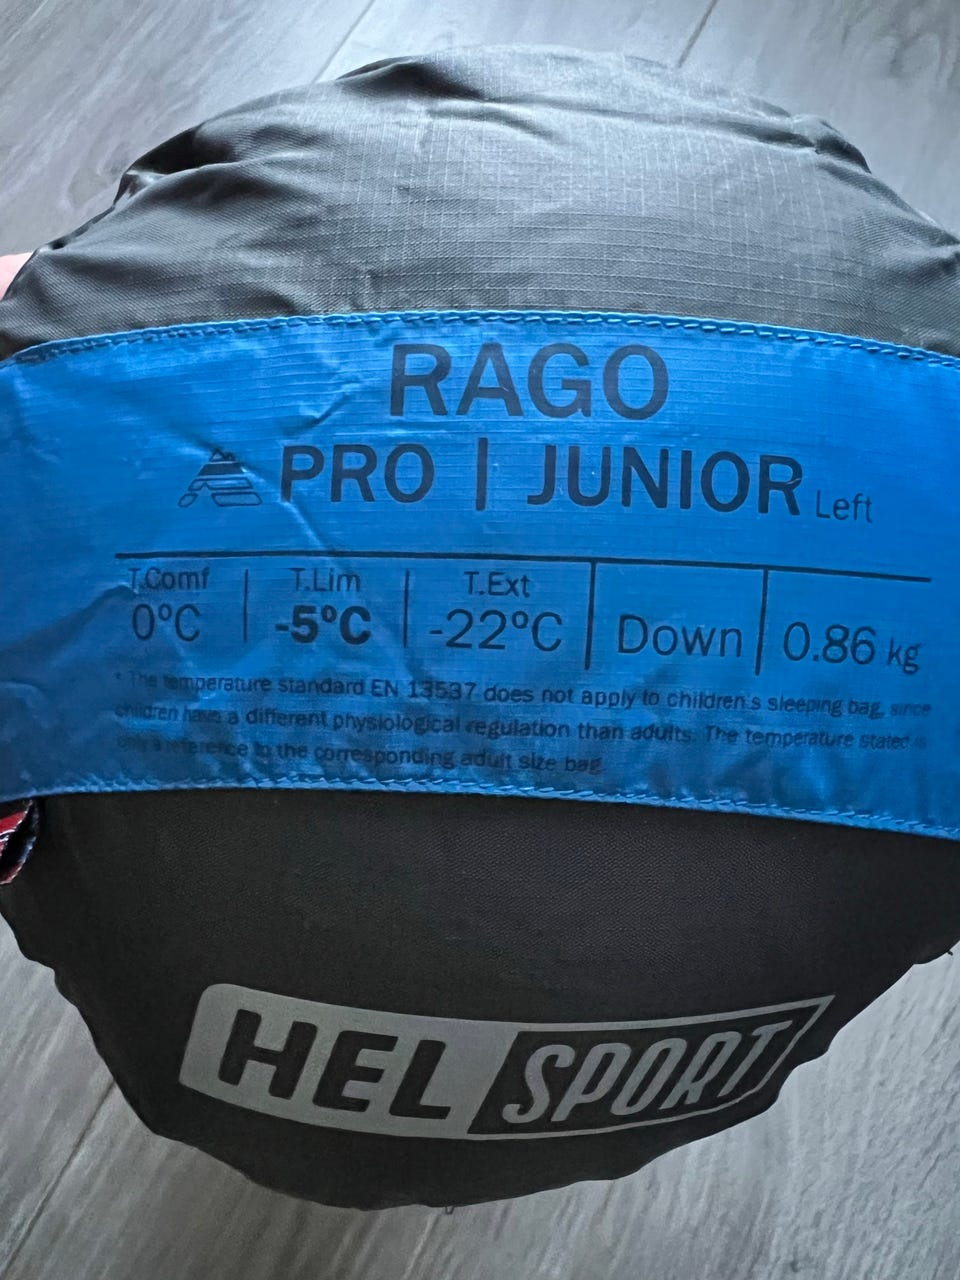 RAGO
PRO | JUNIOR Left
T.Comf T.Lim T.Ext
0°C -5°C -22°C Down 0.86 kg
* The temperature standard EN 13537 does not apply to children's sleeping bag, since
children have a different physiological regulation than adults. The temperature stated is
only a reference to the corresponding adult size bag.
HEL SPORT